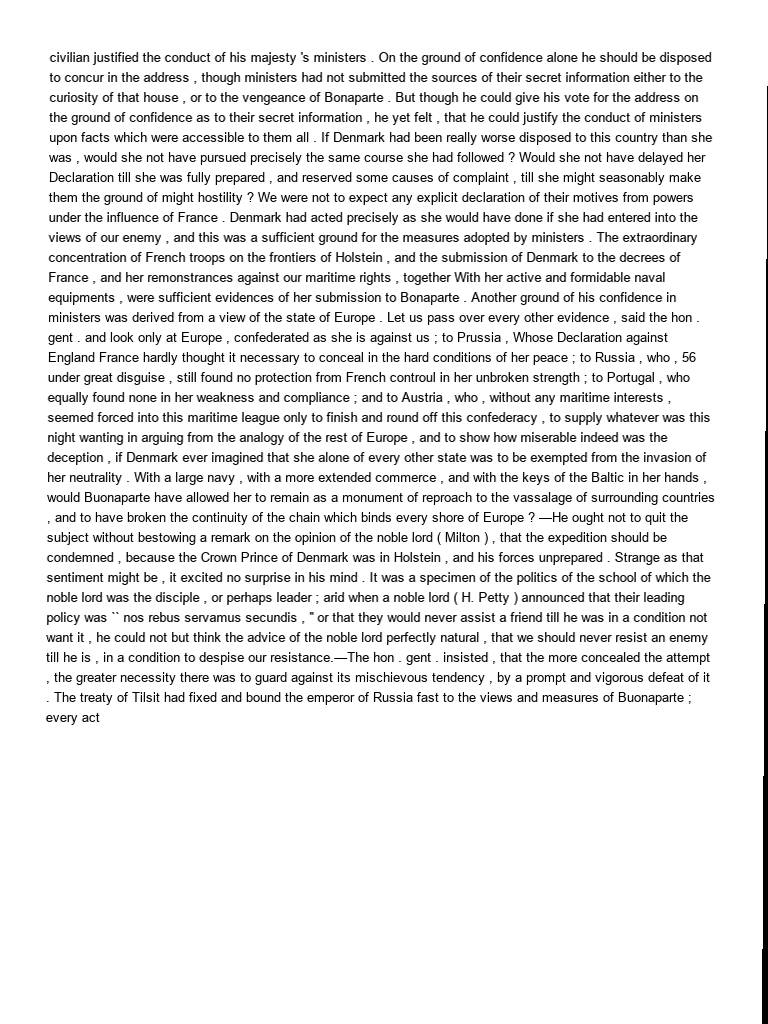 civilian justified the conduct of his majesty 's ministers . On the ground of confidence alone he should be disposed
to concur in the address , though ministers had not submitted the sources of their secret information either to the
curiosity of that house , or to the vengeance of Bonaparte . But though he could give his vote for the address on
the ground of confidence as to their secret information , he yet felt , that he could justify the conduct of ministers
upon facts which were accessible to them all . If Denmark had been really worse disposed to this country than she
was , would she not have pursued precisely the same course she had followed ? Would she not have delayed her
Declaration till she was fully prepared , and reserved some causes of complaint , till she might seasonably make
them the ground of might hostility ? We were not to expect any explicit declaration of their motives from powers
under the influence of France . Denmark had acted precisely as she would have done if she had entered into the
views of our enemy , and this was a sufficient ground for the measures adopted by ministers . The extraordinary
concentration of French troops on the frontiers of Holstein , and the submission of Denmark to the decrees of
France , and her remonstrances against our maritime rights , together With her active and formidable naval
equipments , were sufficient evidences of her submission to Bonaparte . Another ground of his confidence in
ministers was derived from a view of the state of Europe . Let us pass over every other evidence , said the hon .
gent . and look only at Europe , confederated as she is against us ; to Prussia , Whose Declaration against
England France hardly thought it necessary to conceal in the hard conditions of her peace ; to Russia , who , 56
under great disguise , still found no protection from French controul in her unbroken strength ; to Portugal , who
equally found none in her weakness and compliance ; and to Austria , who , without any maritime interests ,
seemed forced into this maritime league only to finish and round off this confederacy , to supply whatever was this
night wanting in arguing from the analogy of the rest of Europe , and to show how miserable indeed was the
deception , if Denmark ever imagined that she alone of every other state was to be exempted from the invasion of
her neutrality . With a large navy , with a more extended commerce , and with the keys of the Baltic in her hands ,
would Buonaparte have allowed her to remain as a monument of reproach to the vassalage of surrounding countries
, and to have broken the continuity of the chain which binds every shore of Europe ? —He ought not to quit the
subject without bestowing a remark on the opinion of the noble lord ( Milton ) , that the expedition should be
condemned , because the Crown Prince of Denmark was in Holstein , and his forces unprepared . Strange as that
sentiment might be , it excited no surprise in his mind . It was a specimen of the politics of the school of which the
noble lord was the disciple , or perhaps leader ; arid when a noble lord ( H. Petty ) announced that their leading
policy was `` nos rebus servamus secundis , " or that they would never assist a friend till he was in a condition not
want it , he could not but think the advice of the noble lord perfectly natural , that we should never resist an enemy
till he is , in a condition to despise our resistance.—The hon . gent . insisted , that the more concealed the attempt
, the greater necessity there was to guard against its mischievous tendency , by a prompt and vigorous defeat of it
. The treaty of Tilsit had fixed and bound the emperor of Russia fast to the views and measures of Buonaparte ;
every act